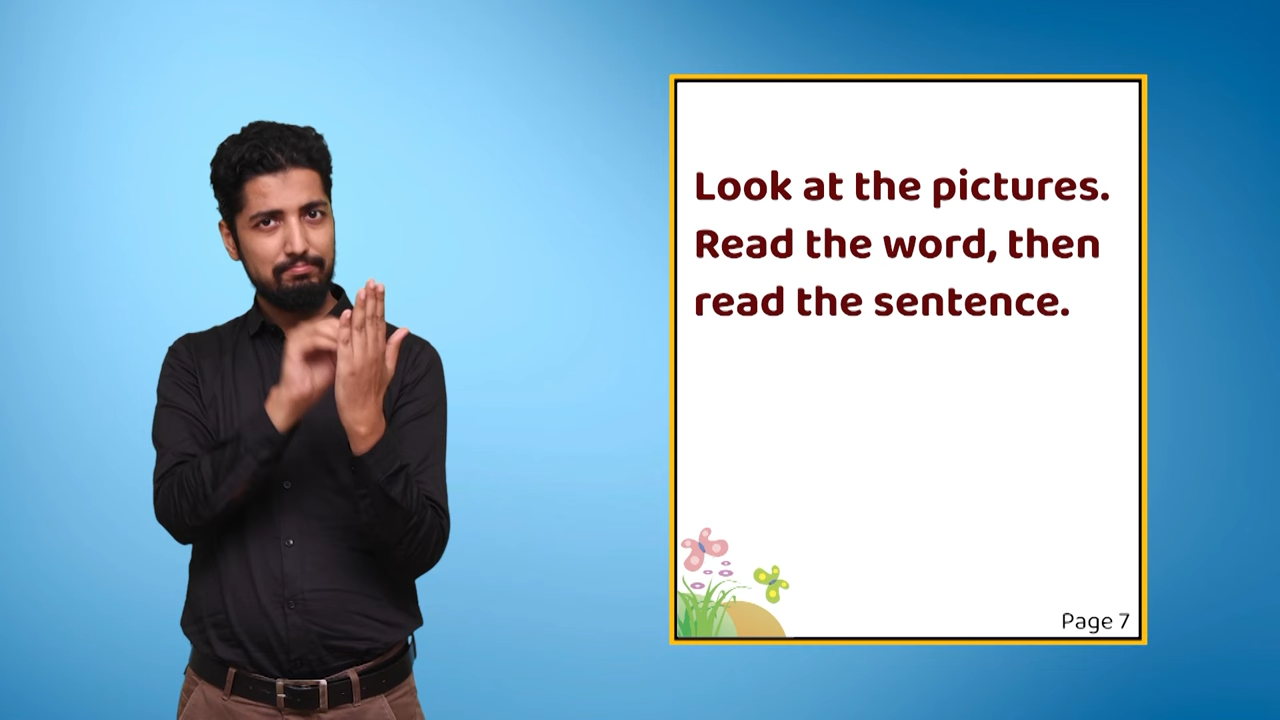 Look at the pictures.
Read the word, then
read the sentence.
Page 7